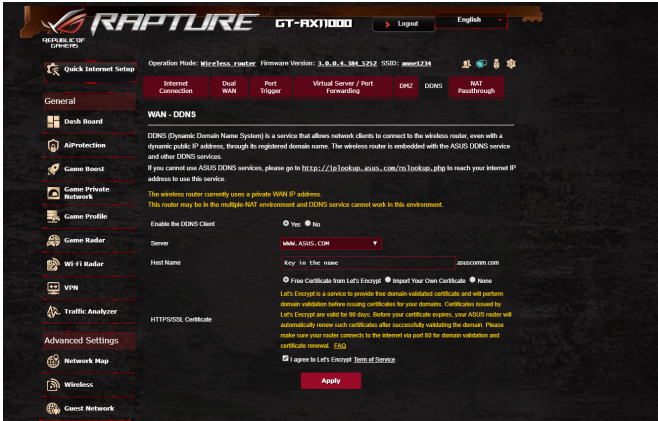 REPUBLIC OF
GAMERS
RAPTURE
GT-AX11000
Logout
English
Quick Internet Setup
Operation Mode: Wireless router Firmware Version: 3.0.0.4.384_5252 SSID: anne1234
Internet
Connection
Dual
WAN
Port
Trigger
Virtual Server / Port
Forwarding
DMZ
DDNS
NAT
Passthrough
General
Dash Board
AiProtection
Game Boost
Game Private
Network
Game Profile
Game Radar
Wi-Fi Radar
VPN
Traffic Analyzer
Advanced Settings
Network Map
Wireless
Guest Network
WAN - DDNS
DDNS (Dynamic Domain Name System) is a service that allows network clients to connect to the wireless router, even with a
dynamic public IP address, through its registered domain name. The wireless router is embedded with the ASUS DDNS service
and other DDNS services.
If you cannot use ASUS DDNS services, please go to http://iplookup.asus.com/nslookup.php to reach your internet IP
address to use this service.
The wireless router currently uses a private WAN IP address.
This router may be in the multiple-NAT environment and DDNS service cannot work in this environment.
Enable the DDNS Client
Yes No
Server
WWW.ASUS.COM
Host Name
Key in the name
.asuscomm.com
HTTPS/SSL Certificate
Free Certificate from Let's Encrypt Import Your Own Certificate None
Let's Encrypt is a service to provide free domain-validated certificate and will perform
domain validation before issuing certificates for your domains. Certificates issued by
Let's Encrypt are valid for 90 days. Before your certificate expires, your ASUS router will
automatically renew such certificates after successfully validating the domain. Please
make sure your router connects to the internet via port 80 for domain validation and
certificate renewal. FAQ
I agree to Let's Encrypt Term of Service
Apply